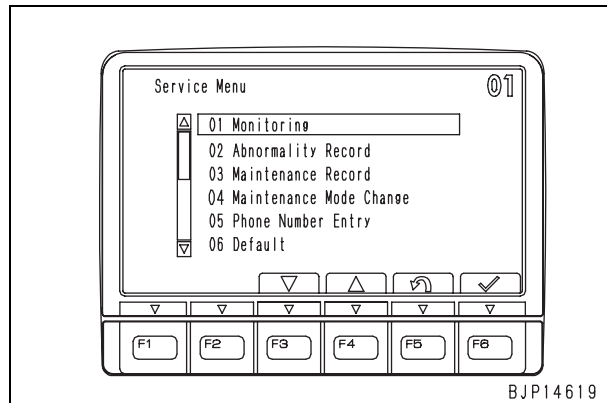 Service Menu 01
01 Monitoring
02 Abnormality Record
03 Maintenance Record
04 Maintenance Mode Change
05 Phone Number Entry
06 Default
F1 F2 F3 F4 F5 F6
BJP14619